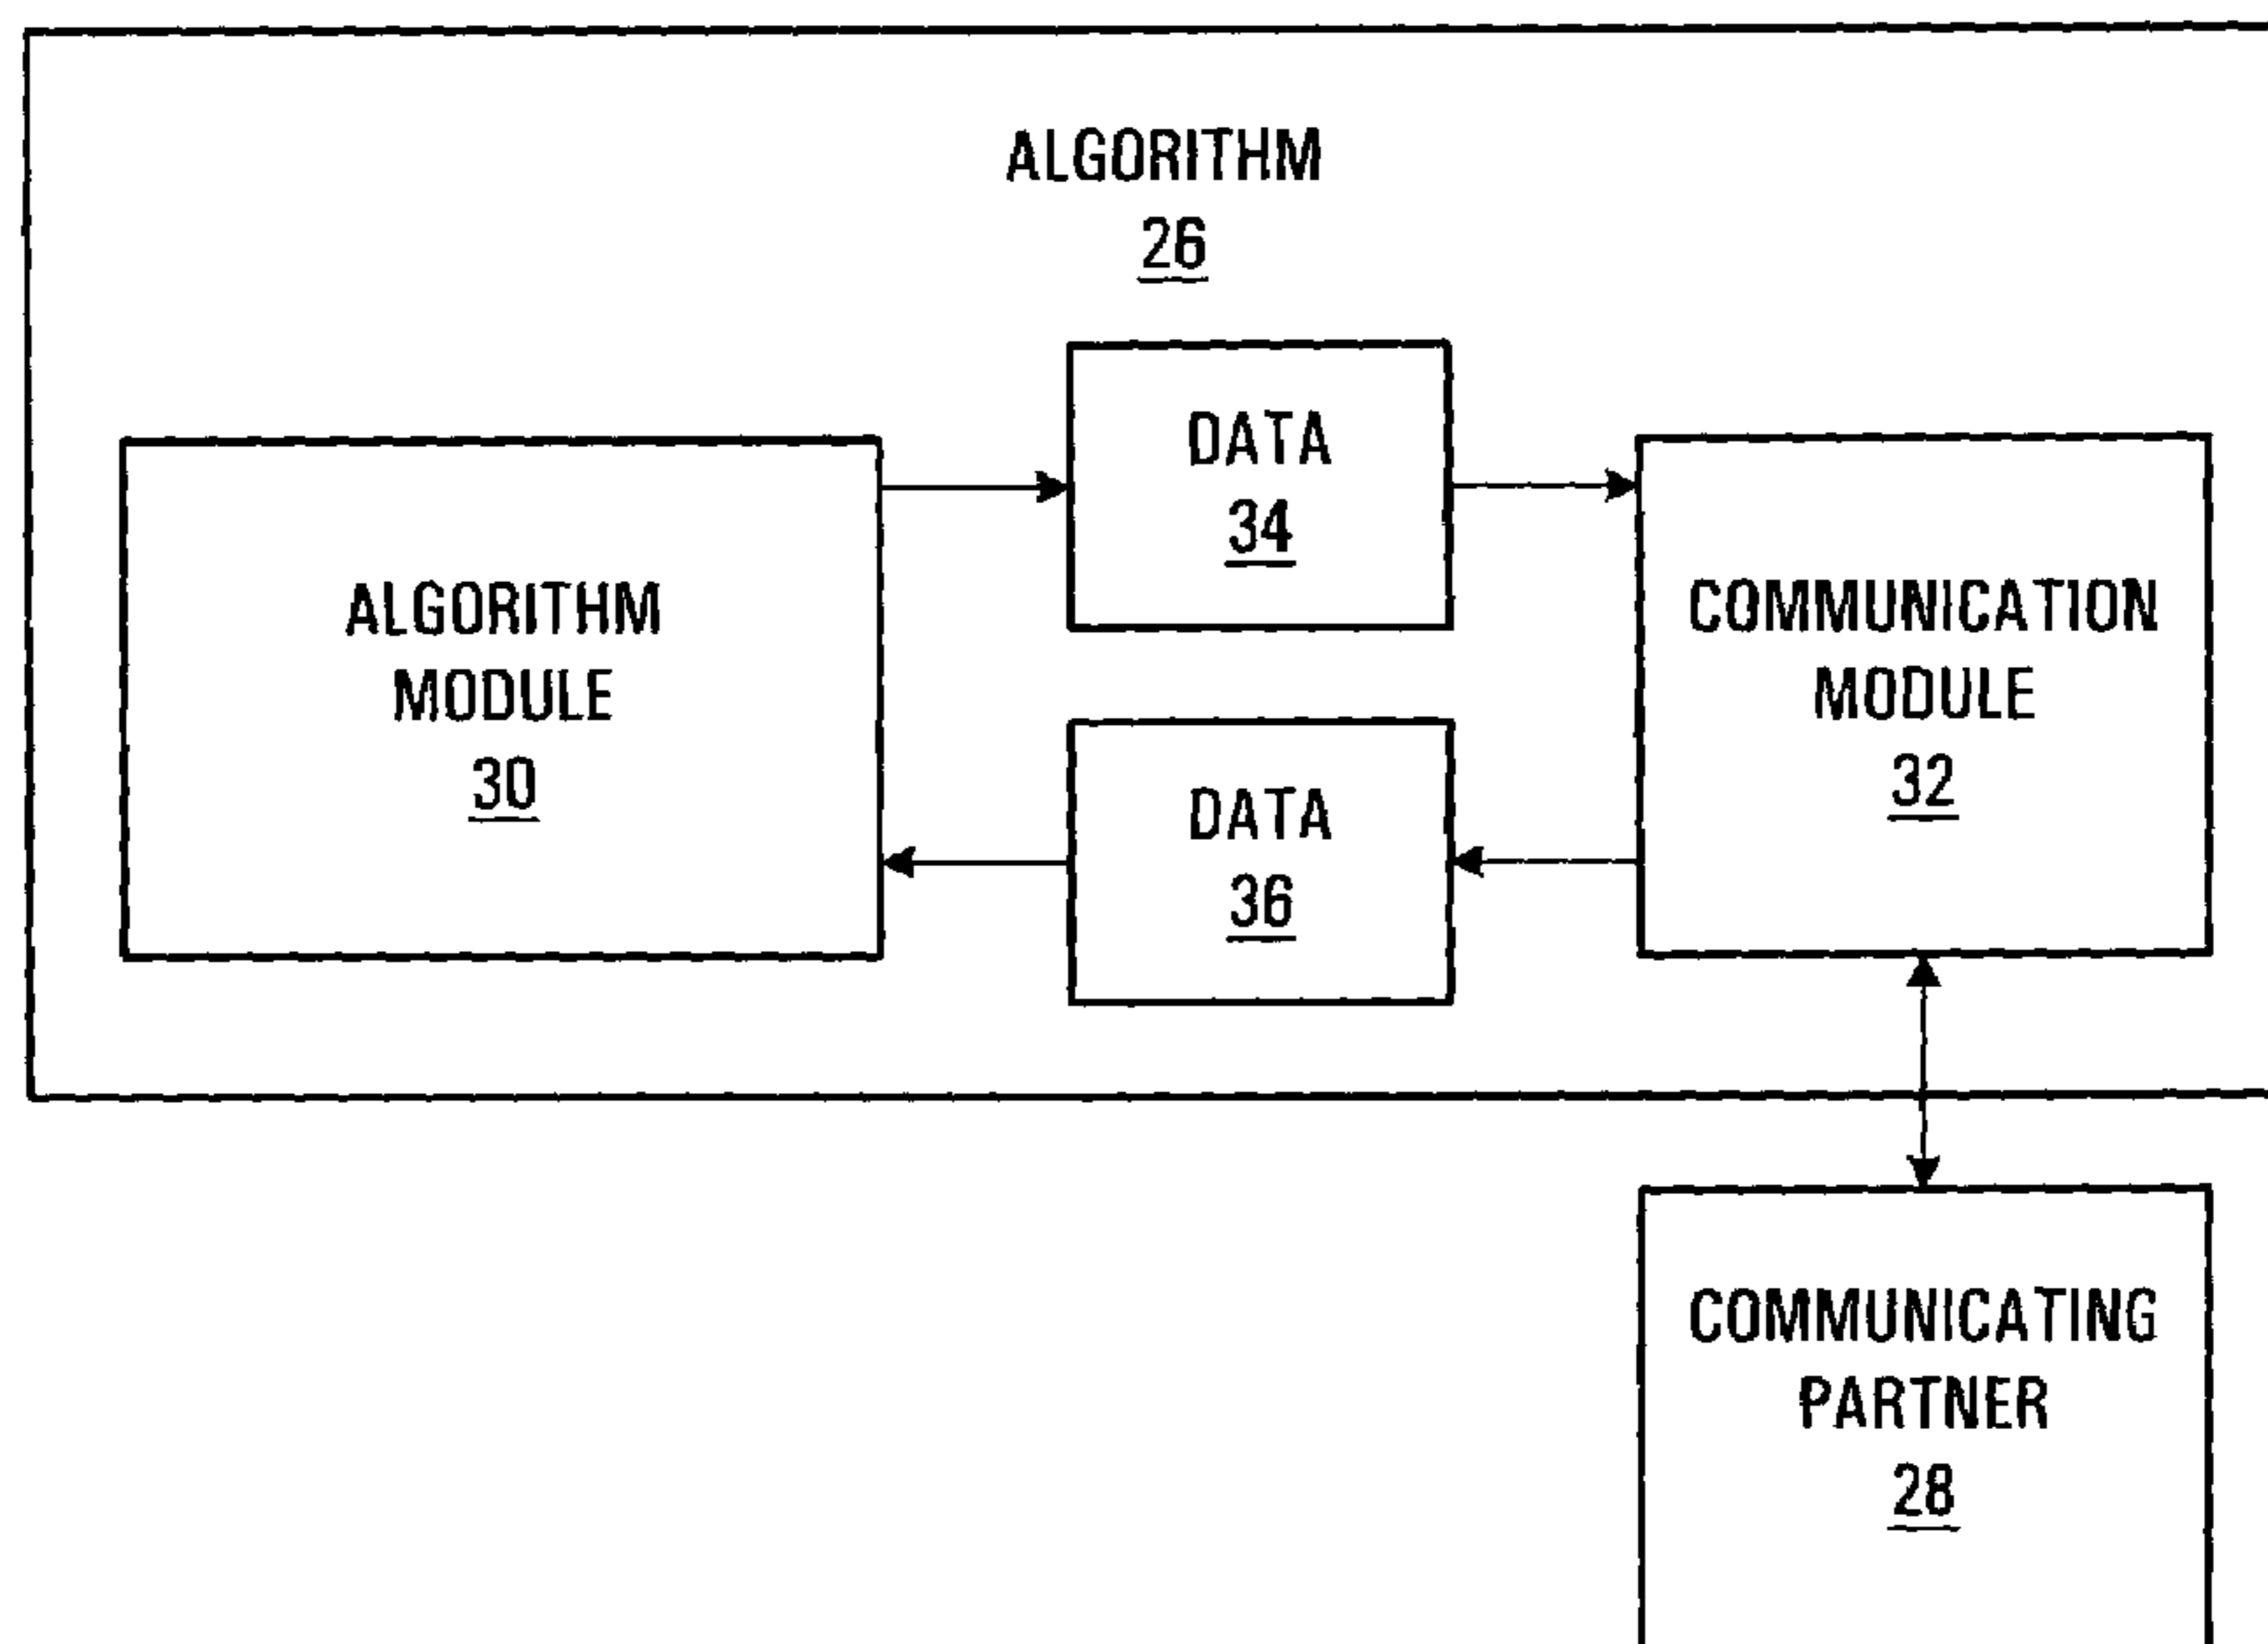 ALGORITHM
26
DATA
34
ALGORITHM
MODULE
30
COMMUNICATION
MODULE
32
DATA
36
COMMUNICATING
PARTNER
28